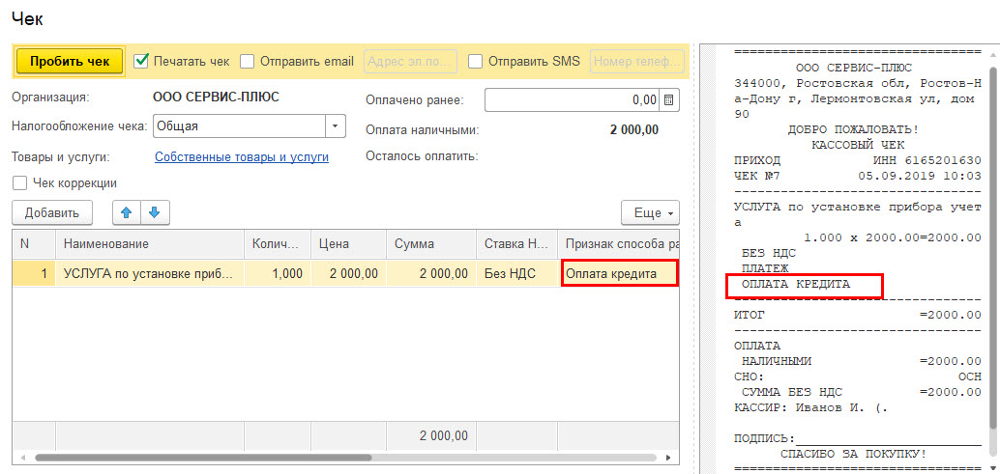 Чек
Пробить чек Печатать чек Отправить email Адрес эл.по... Отправить SMS Номер телеф...
Организация: ООО СЕРВИС-ПЛЮС Оплачено ранее: 0,00
Налогообложение чека: Общая Оплата наличными: 2 000,00
Товары и услуги: Собственные товары и услуги Осталось оплатить:
Чек коррекции
Добавить Еще
N Наименование Колич... Цена Сумма Ставка Н... Признак способа ра
1 УСЛУГА по установке приб... 1,000 2 000,00 2 000,00 Без НДС Оплата кредита
2 000,00
================================
ООО СЕРВИС-ПЛЮС
344000, Ростовская обл, Ростов-Н
а-Дону г, Лермонтовская ул, дом
90
ДОБРО ПОЖАЛОВАТЬ!
КАССОВЫЙ ЧЕК
ПРИХОД ИНН 6165201630
ЧЕК №7 05.09.2019 10:03
--------------------------------
УСЛУГА по установке прибора учет
а
1.000 x 2000.00=2000.00
БЕЗ НДС
ПЛАТЕЖ
ОПЛАТА КРЕДИТА
--------------------------------
ИТОГ =2000.00
--------------------------------
ОПЛАТА
НАЛИЧНЫМИ =2000.00
СНО: ОСН
СУММА БЕЗ НДС =2000.00
КАССИР: Иванов И. (.
ПОДПИСЬ:________________________
СПАСИБО ЗА ПОКУПКУ!
================================